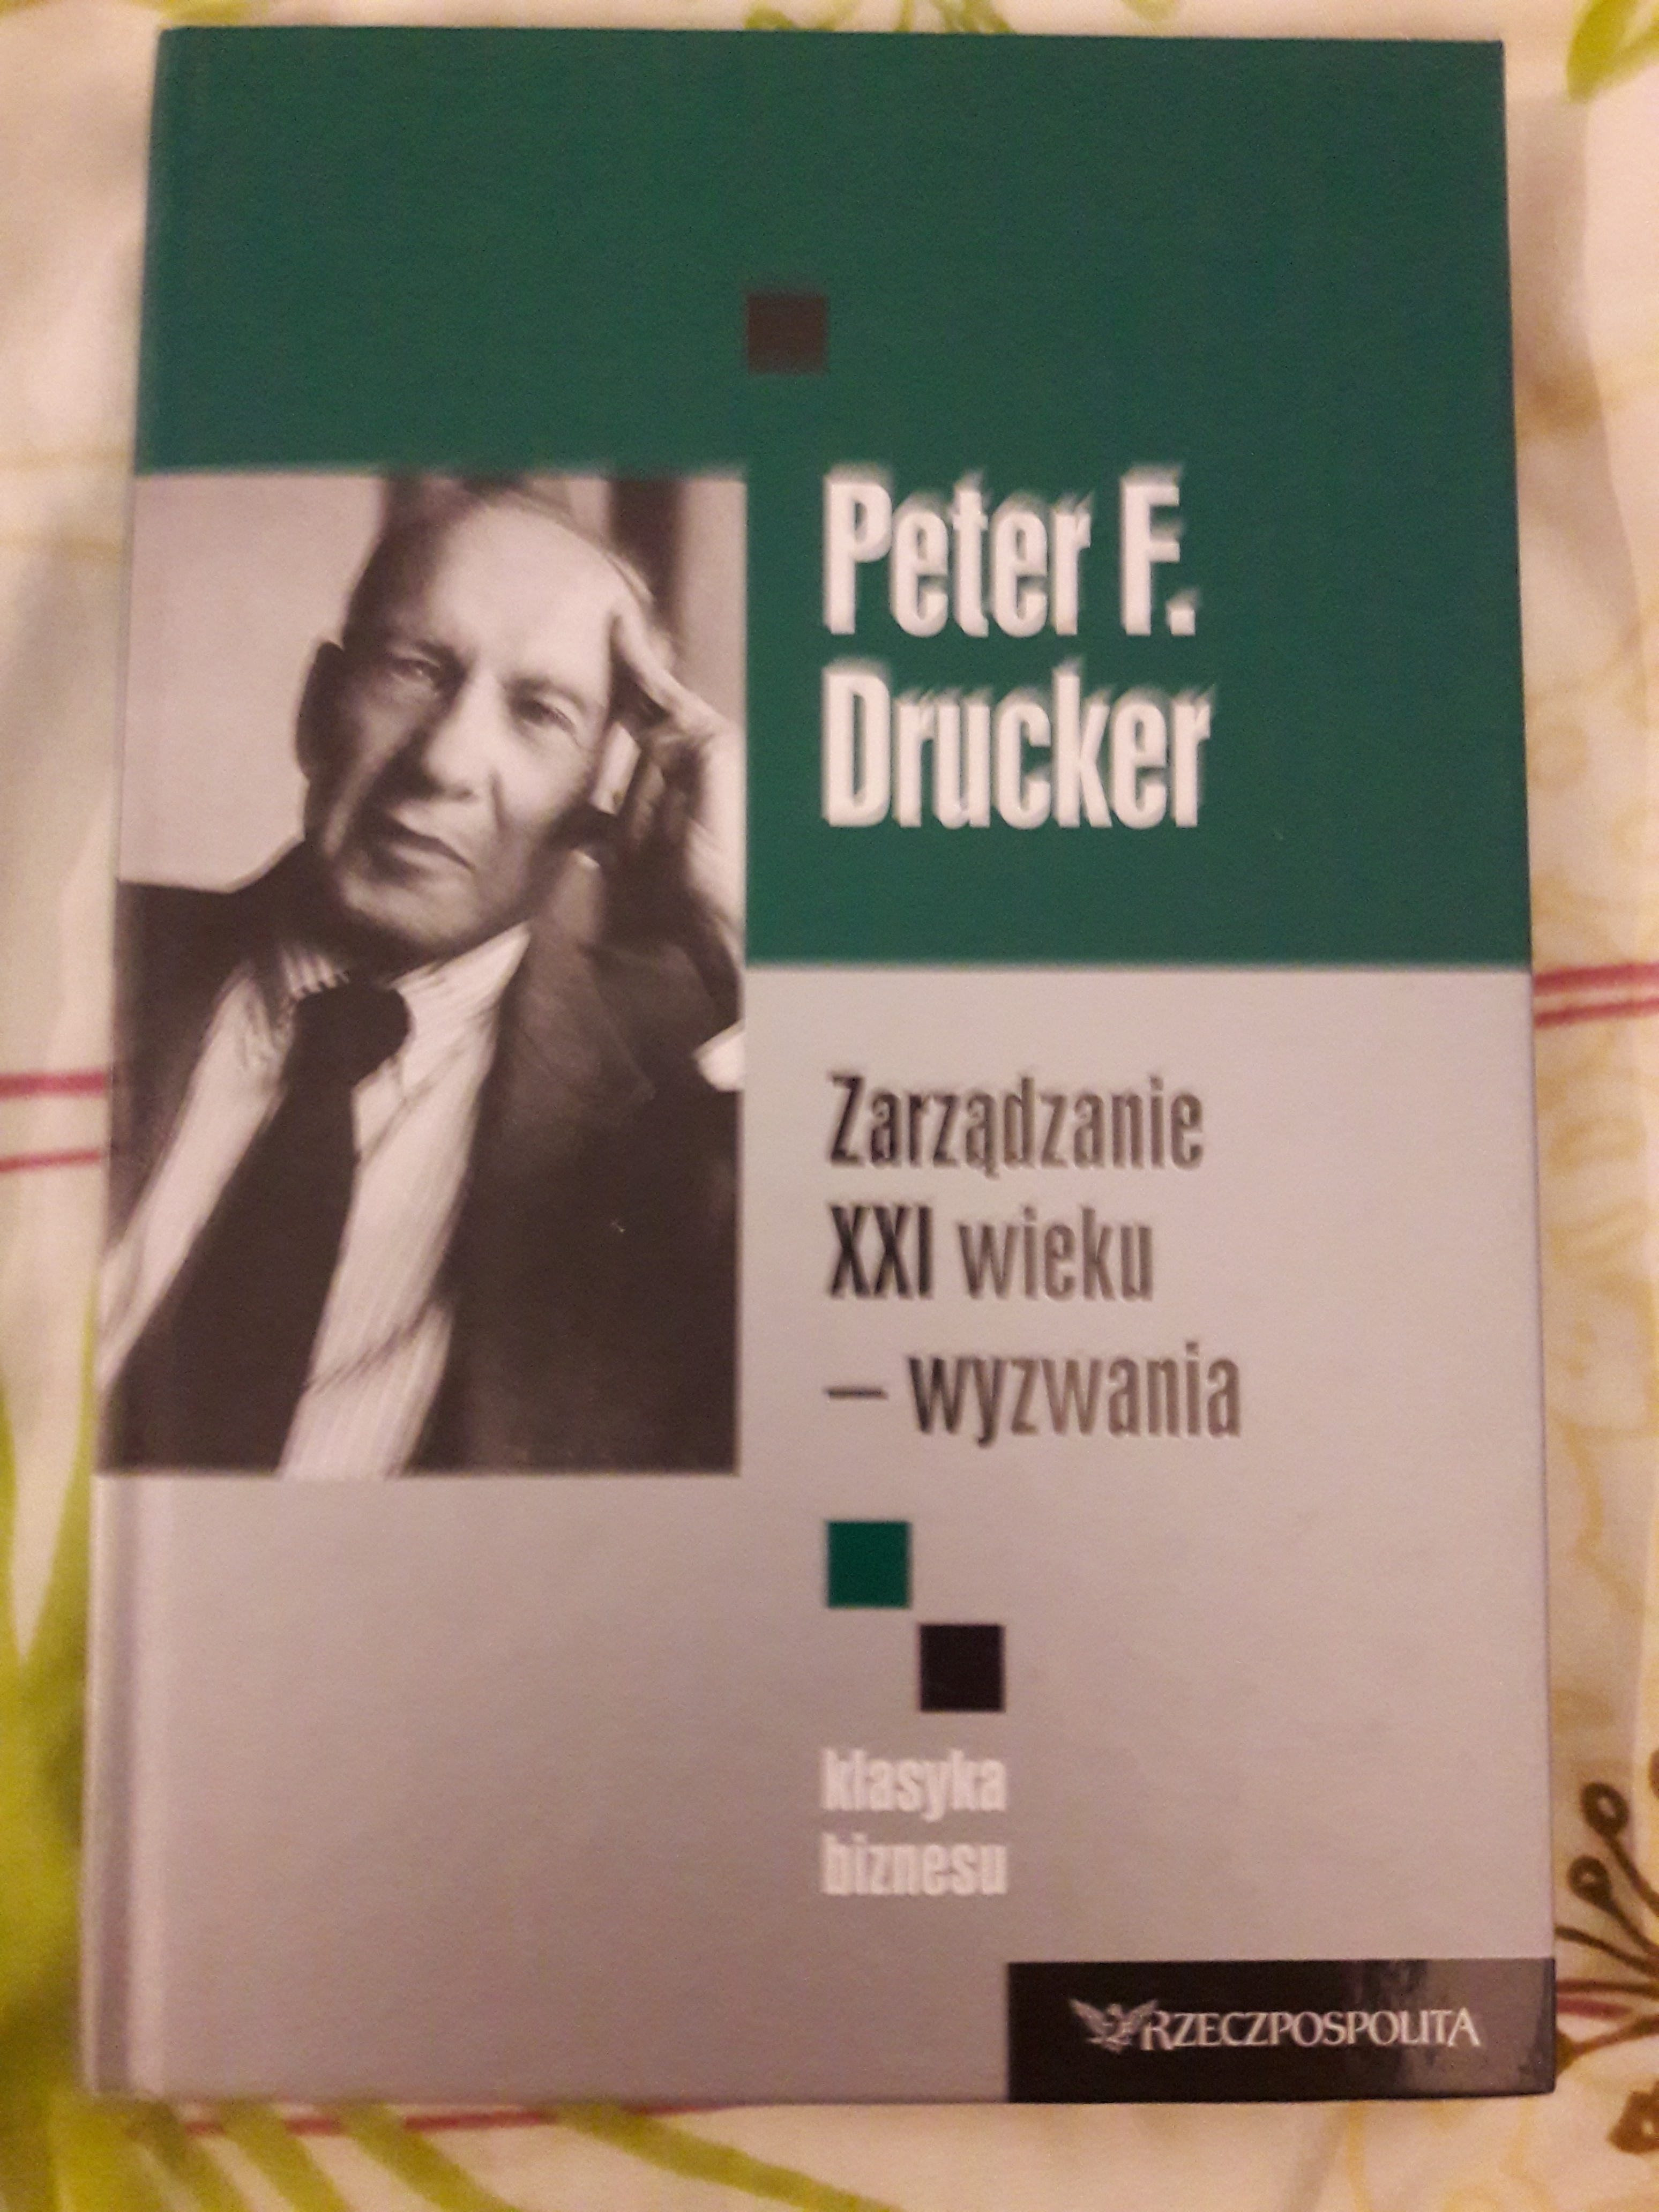 Peter F.
Drucker
Zarządzanie
XXI wieku
– wyzwania
klasyka
biznesu
RZECZPOSPOLITA